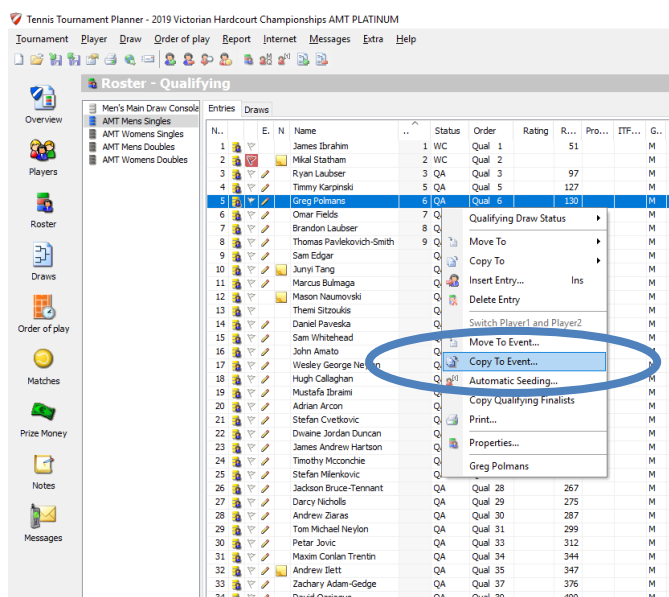 Tennis Tournament Planner - 2019 Victorian Hardcourt Championships AMT PLATINUM
Tournament Player Draw Order of play Report Internet Messages Extra Help
Roster - Qualifying
Overview
Players
Roster
Draws
Order of play
Matches
Prize Money
Notes
Messages
Men's Main Draw Consola
AMT Mens Singles
AMT Womens Singles
AMT Mens Doubles
AMT Womens Doubles
Entries Draws
N.. E. N Name .. Status Order Rating R... Pro... ITF... G..
1 James Ibrahim 1 WC Qual 1 51 M
2 Mikal Statham 2 WC Qual 2 M
3 Ryan Laubser 3 QA Qual 3 97 M
4 Timmy Karpinski 5 QA Qual 5 127 M
5 Greg Polmans 6 QA Qual 6 130 M
6 Omar Fields 7 Q M
7 Brandon Laubser 8 Q M
8 Thomas Pavlekovich-Smith 9 Q M
9 Sam Edgar Q M
10 Junyi Tang Q M
11 Marcus Bulmaga Q M
12 Mason Naumovski Q M
13 Themi Sitzoukis Q M
14 Daniel Paveska Q M
15 Sam Whitehead Q M
16 John Amato Q M
17 Wesley George Ne on Q M
18 Hugh Callaghan Q M
19 Mustafa Ibraimi Q M
20 Adrian Arcon Q M
21 Stefan Cvetkovic Q M
22 Dwaine Jordan Duncan Q M
23 James Andrew Hartson Q M
24 Timothy Mcconchie Q M
25 Stefan Milenkovic Q M
26 Jackson Bruce-Tennant QA Qual 28 267 M
27 Darcy Nicholls QA Qual 29 275 M
28 Andrew Ziaras QA Qual 30 287 M
29 Tom Michael Neylon QA Qual 31 299 M
30 Petar Jovic QA Qual 33 312 M
31 Maxim Conlan Trentin QA Qual 34 344 M
32 Andrew Ilett QA Qual 35 347 M
33 Zachary Adam-Gedge QA Qual 37 376 M
Qualifying Draw Status
Move To
Copy To
Insert Entry... Ins
Delete Entry
Switch Player1 and Player2
Move To Event...
Copy To Event...
Automatic Seeding...
Copy Qualifying Finalists
Print...
Properties...
Greg Polmans